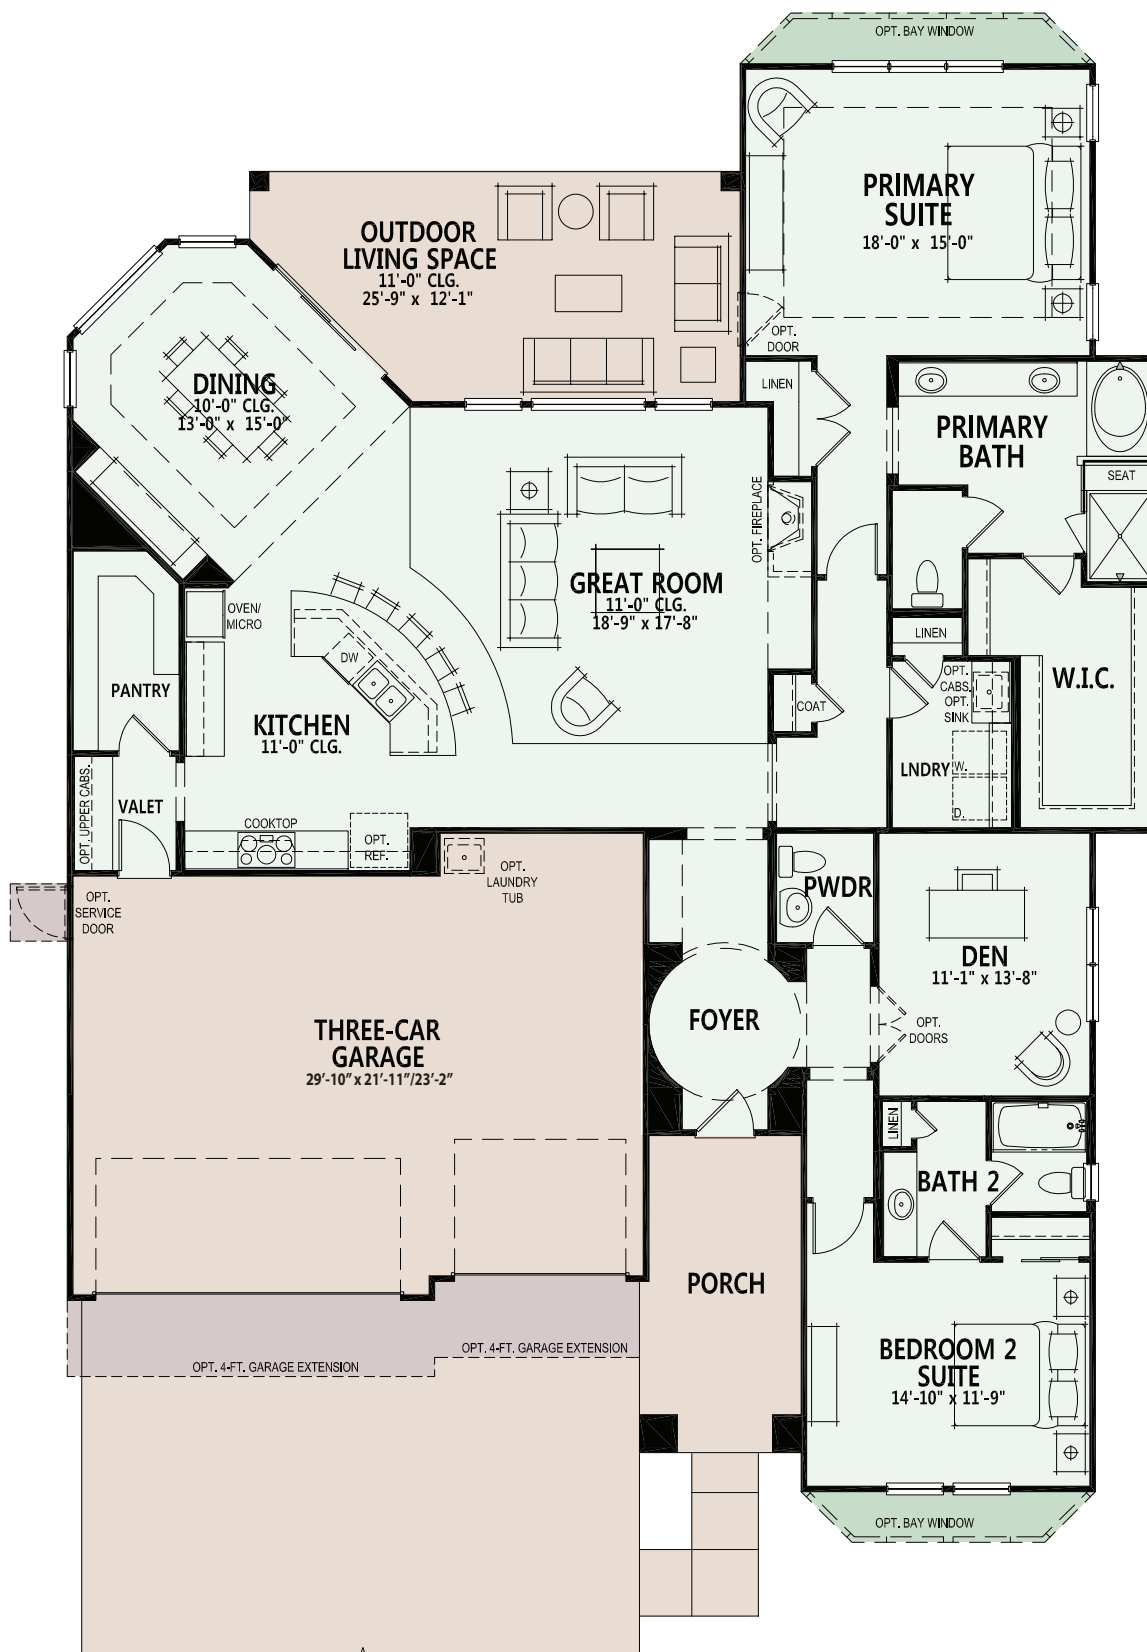 OPT. BAY WINDOW
PRIMARY
SUITE
18'-0" x 15'-0"
OUTDOOR
LIVING SPACE
11'-0" CLG.
25'-9" x 12'-1"
OPT.
DOOR
LINEN
DINING
10'-0" CLG.
13'-0" x 15'-0"
PRIMARY
BATH
SEAT
OPT. FIREPLACE
GREAT ROOM
11'-0" CLG.
18'-9" x 17'-8"
OVEN/
MICRO
DW
LINEN
PANTRY
OPT.
CABS.
OPT.
SINK
W.I.C.
COAT
KITCHEN
11'-0" CLG.
LNDRY
W.
D.
OPT. UPPER CABS.
VALET
COOKTOP
OPT.
REF.
OPT.
LAUNDRY
TUB
PWDR
OPT.
SERVICE
DOOR
DEN
11'-1" x 13'-8"
FOYER
OPT.
DOORS
THREE-CAR
GARAGE
29'-10" x 21'-11"/23'-2"
LINEN
BATH 2
PORCH
OPT. 4-FT. GARAGE EXTENSION
OPT. 4-FT. GARAGE EXTENSION
BEDROOM 2
SUITE
14'-10" x 11'-9"
OPT. BAY WINDOW